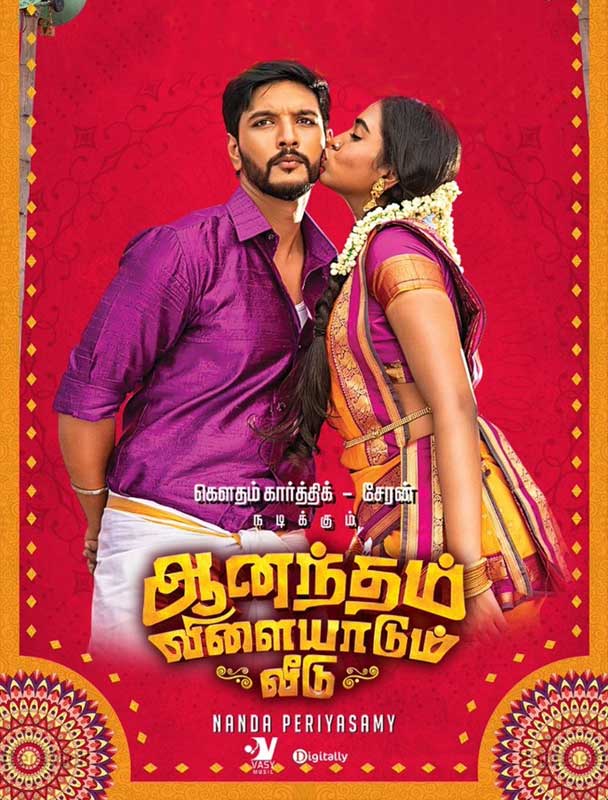 கௌதம் கார்த்திக் - சேரன்
நடிக்கும்
ஆனந்தம்
விளையாடும்
வீடு
NANDA PERIYASAMY
VASY
MUSIC
Digitally